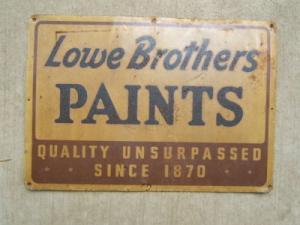 Lowe Brothers
PAINTS
QUALITY UNSURPASSED
SINCE 1870